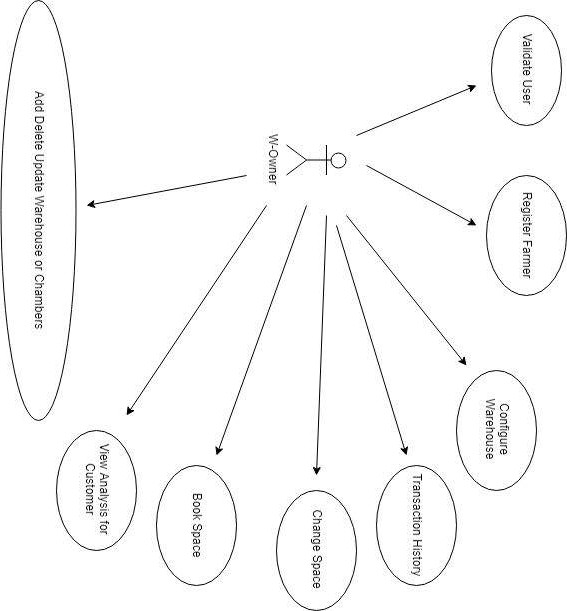 Validate User
W-Owner
Register Farmer
Configure
Warehouse
Transaction History
Change Space
Book Space
View Analysis for
Customer
Add Delete Update Warehouse or Chambers